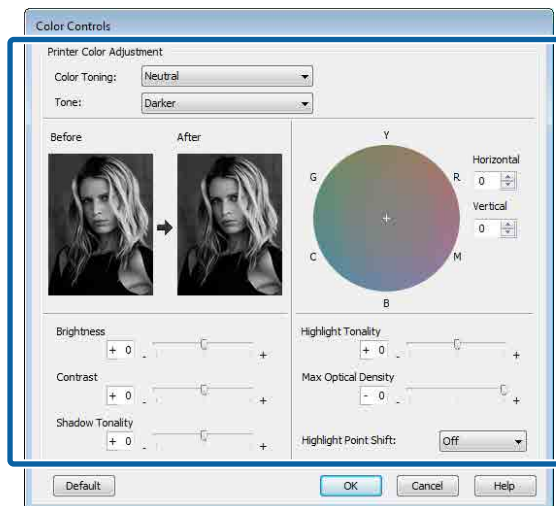 Color Controls
Printer Color Adjustment
Color Toning: Neutral
Tone: Darker
Before After
Y
G R
C M
B
Horizontal
0
Vertical
0
Brightness
+ 0 - +
Contrast
+ 0 - +
Shadow Tonality
+ 0 - +
Highlight Tonality
+ 0 - +
Max Optical Density
- 0 - +
Highlight Point Shift: Off
Default OK Cancel Help